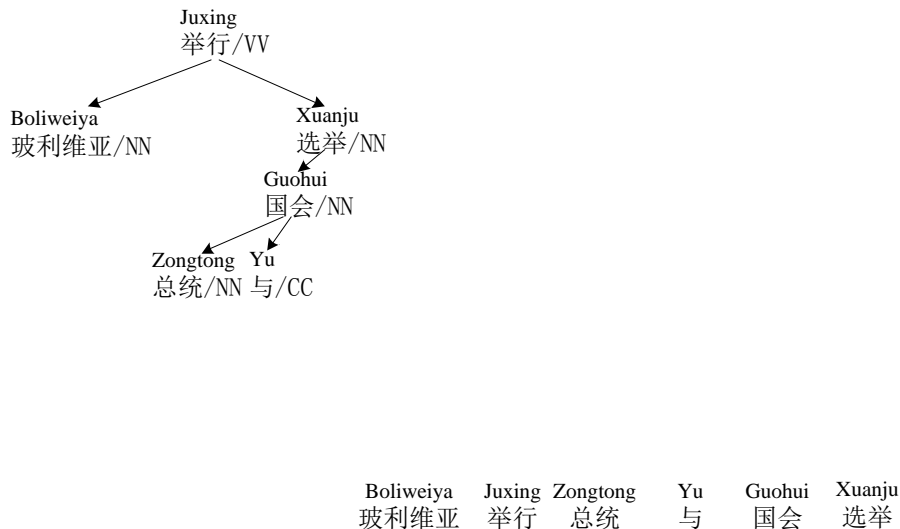 Juxing
举行/VV
Boliweiya Xuanju
玻利维亚/NN 选举/NN
Guohui
国会/NN
Zongtong Yu
总统/NN 与/CC
Boliweiya Juxing Zongtong Yu Guohui Xuanju
玻利维亚 举行 总统 与 国会 选举